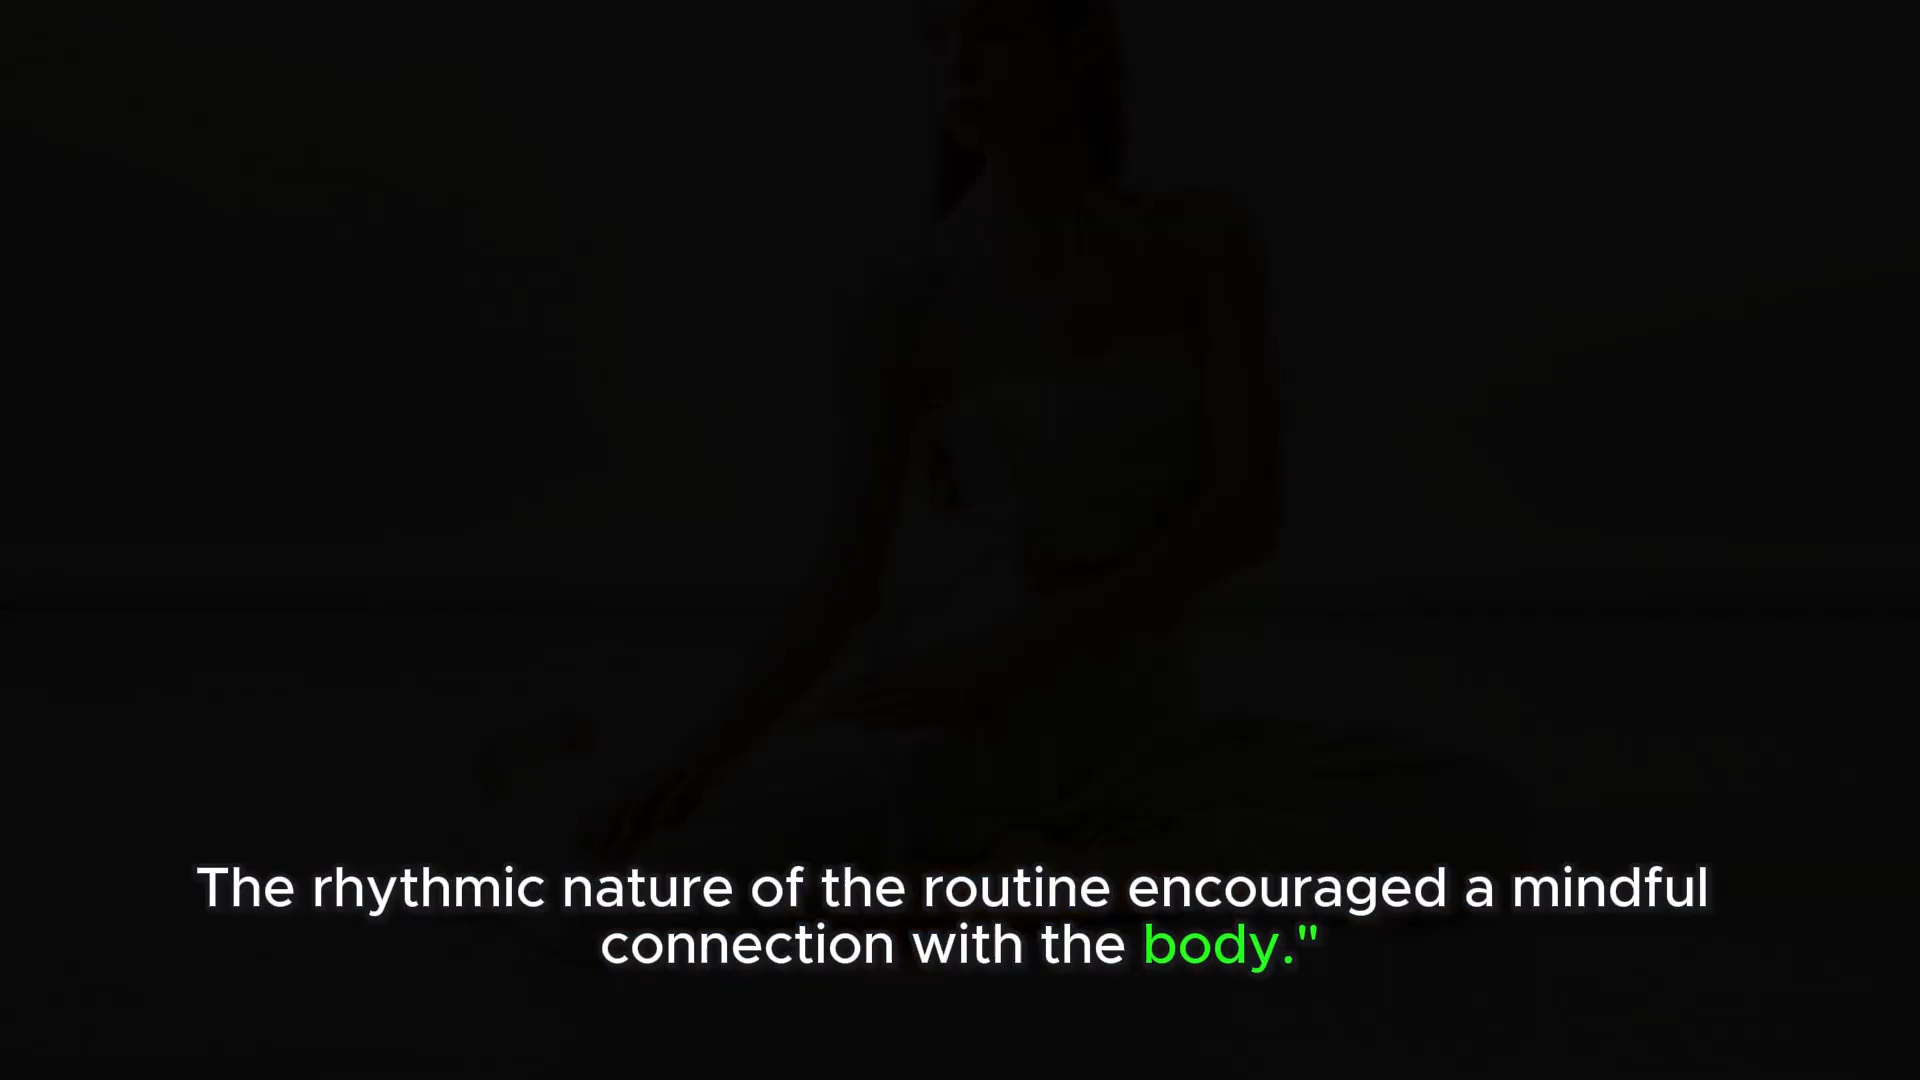 The rhythmic nature of the routine encouraged a mindful
connection with the body."